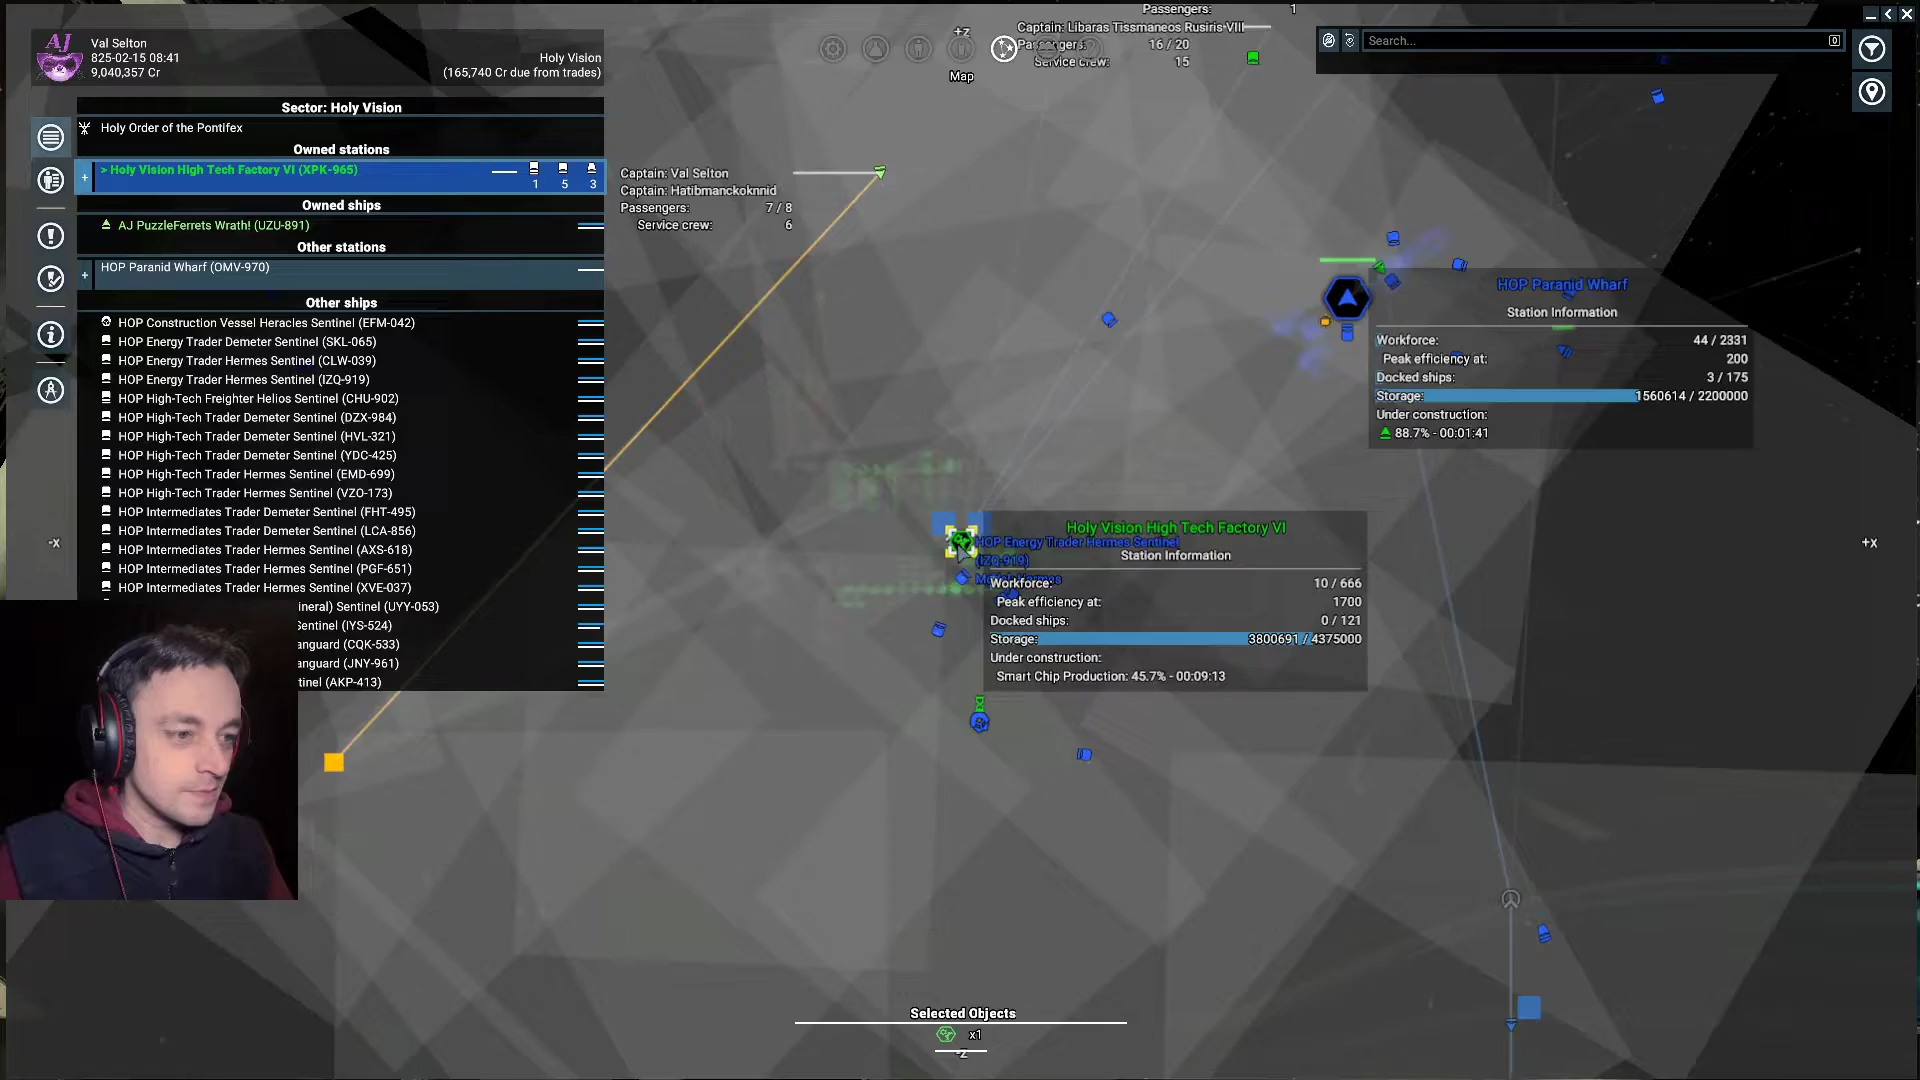 AJ
Val Selton
825-02-15 08:41
9,040,357 Cr
Holy Vision
(165,740 Cr due from trades)
Sector: Holy Vision
Holy Order of the Pontifex
Owned stations
> Holy Vision High Tech Factory VI (XPK-965)
1 5 3
Owned ships
AJ PuzzleFerrets Wrath! (UZU-891)
Other stations
HOP Paranid Wharf (OMV-970)
Other ships
HOP Construction Vessel Heracles Sentinel (EFM-042)
HOP Energy Trader Demeter Sentinel (SKL-065)
HOP Energy Trader Hermes Sentinel (CLW-039)
HOP Energy Trader Hermes Sentinel (IZQ-919)
HOP High-Tech Freighter Helios Sentinel (CHU-902)
HOP High-Tech Trader Demeter Sentinel (DZX-984)
HOP High-Tech Trader Demeter Sentinel (HVL-321)
HOP High-Tech Trader Demeter Sentinel (YDC-425)
HOP High-Tech Trader Hermes Sentinel (EMD-699)
HOP High-Tech Trader Hermes Sentinel (VZO-173)
HOP Intermediates Trader Demeter Sentinel (FHT-495)
HOP Intermediates Trader Demeter Sentinel (LCA-856)
HOP Intermediates Trader Hermes Sentinel (AXS-618)
HOP Intermediates Trader Hermes Sentinel (PGF-651)
HOP Intermediates Trader Hermes Sentinel (XVE-037)
ineral) Sentinel (UYY-053)
Sentinel (IYS-524)
anguard (CQK-533)
anguard (JNY-961)
tinel (AKP-413)
Passengers: 1
Captain: Libaras Tissmaneos Rusiris VIII
Passengers: 16 / 20
Service crew: 15
+z
Map
Search...
0
Captain: Val Selton
Captain: Hatibmanckoknnid
Passengers: 7 / 8
Service crew: 6
HOP Paranid Wharf
Station Information
Workforce: 44 / 2331
Peak efficiency at: 200
Docked ships: 3 / 175
Storage: 1560614 / 2200000
Under construction:
88.7% - 00:01:41
-x
+x
Holy Vision High Tech Factory VI
HOP Energy Trader Hermes Sentinel
(IZQ-919)
Station Information
Workforce: 10 / 666
Peak efficiency at: 1700
Docked ships: 0 / 121
Storage: 3800691 / 4375000
Under construction:
Smart Chip Production: 45.7% - 00:09:13
Selected Objects
x1
-z